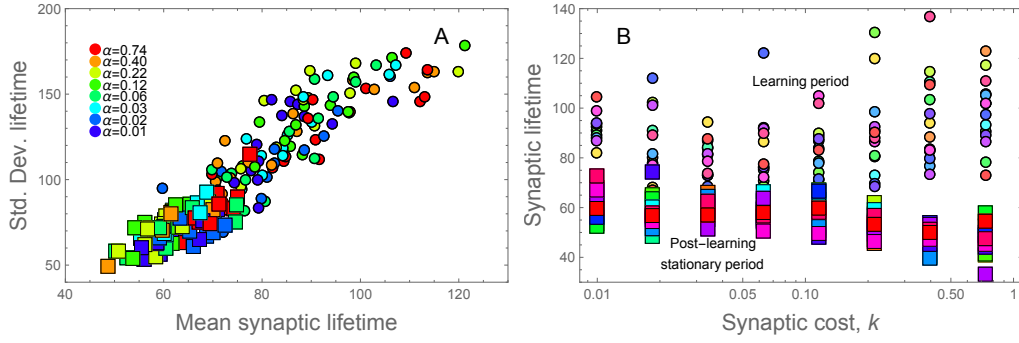 A
α=0.74
α=0.40
α=0.22
α=0.12
α=0.06
α=0.03
α=0.02
α=0.01
Std. Dev. lifetime
200
150
100
50
40
60
80
100
120
Mean synaptic lifetime
B
Learning period
Post-learning
stationary period
Synaptic lifetime
140
120
100
80
60
40
0.01
0.05
0.10
0.50
1
Synaptic cost, k